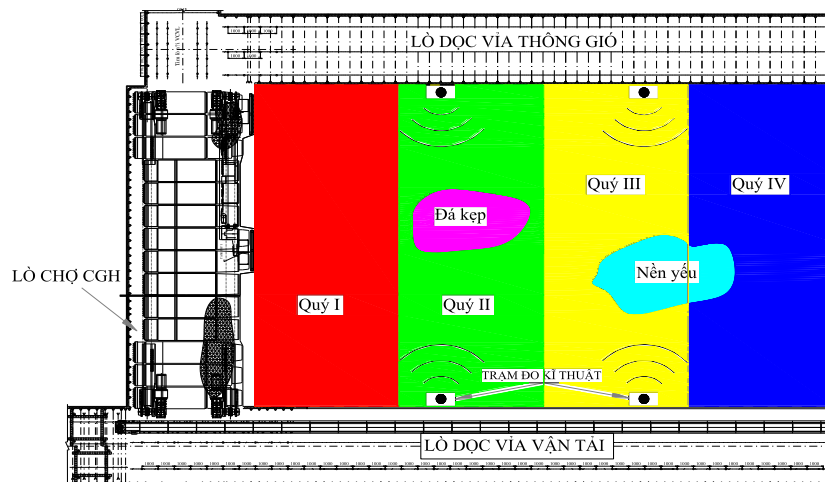 LÒ DỌC VỈA THÔNG GIÓ
Quý III
Quý IV
Đá kẹp
Nền yếu
LÒ CHỢ CGH
Quý I
Quý II
TRẠM ĐO KĨ THUẬT
LÒ DỌC VỈA VẬN TẢI